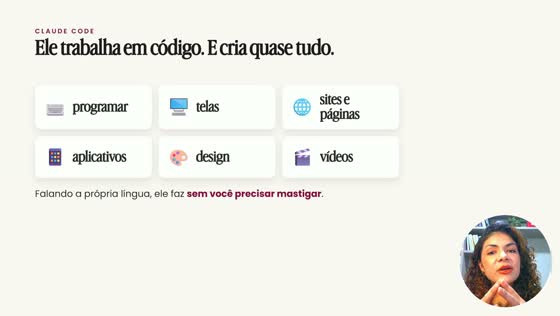 CLAUDE CODE
Ele trabalha em código. E cria quase tudo.
programar
telas
sites e
páginas
aplicativos
design
vídeos
Falando a própria língua, ele faz sem você precisar mastigar.